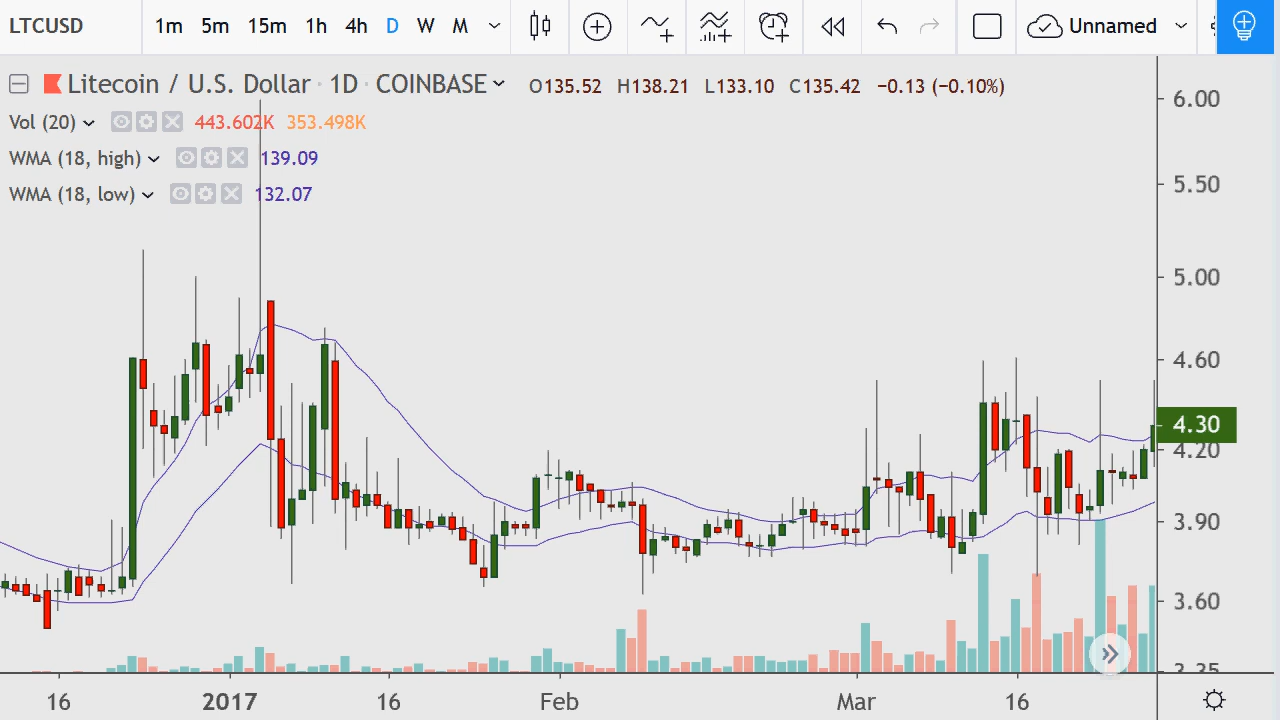 LTCUSD 1m 5m 15m 1h 4h D W M Unnamed
Litecoin / U.S. Dollar · 1D · COINBASE O135.52 H138.21 L133.10 C135.42 −0.13 (−0.10%)
Vol (20) 443.602K 353.498K
WMA (18, high) 139.09
WMA (18, low) 132.07
6.00
5.50
5.00
4.60
4.30
4.20
3.90
3.60
3.35
16 2017 16 Feb Mar 16